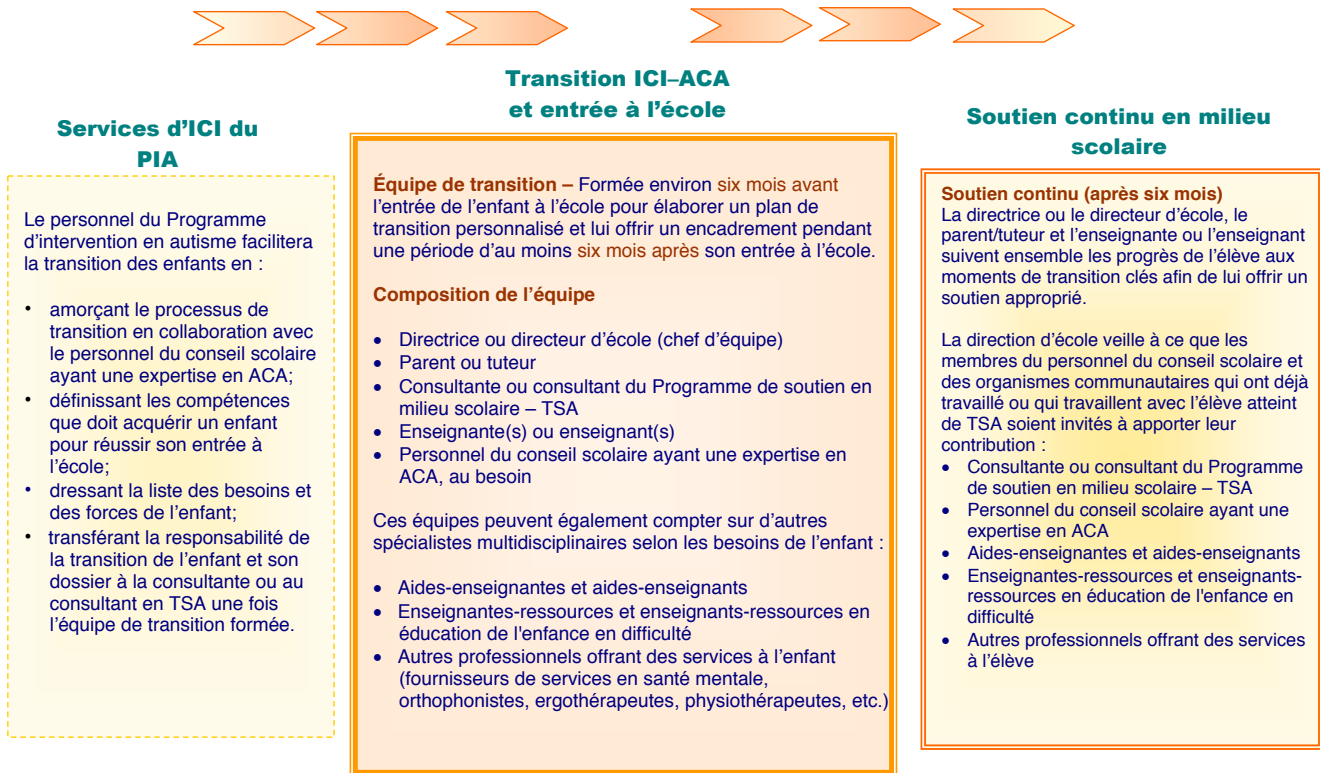 Services d'ICI du
PIA
Le personnel du Programme
d'intervention en autisme facilitera
la transition des enfants en :
• amorçant le processus de
transition en collaboration avec
le personnel du conseil scolaire
ayant une expertise en ACA;
• définissant les compétences
que doit acquérir un enfant
pour réussir son entrée à
l'école;
• dressant la liste des besoins et
des forces de l'enfant;
• transférant la responsabilité de
la transition de l'enfant et son
dossier à la consultante ou au
consultant en TSA une fois
l'équipe de transition formée.
Transition ICI–ACA
et entrée à l'école
Équipe de transition – Formée environ six mois avant
l'entrée de l'enfant à l'école pour élaborer un plan de
transition personnalisé et lui offrir un encadrement pendant
une période d'au moins six mois après son entrée à l'école.
Composition de l'équipe
• Directrice ou directeur d'école (chef d'équipe)
• Parent ou tuteur
• Consultante ou consultant du Programme de soutien en
milieu scolaire – TSA
• Enseignante(s) ou enseignant(s)
• Personnel du conseil scolaire ayant une expertise en
ACA, au besoin
Ces équipes peuvent également compter sur d'autres
spécialistes multidisciplinaires selon les besoins de l'enfant :
• Aides-enseignantes et aides-enseignants
• Enseignantes-ressources et enseignants-ressources en
éducation de l'enfance en difficulté
• Autres professionnels offrant des services à l'enfant
(fournisseurs de services en santé mentale,
orthophonistes, ergothérapeutes, physiothérapeutes, etc.)
Soutien continu en milieu
scolaire
Soutien continu (après six mois)
La directrice ou le directeur d'école, le
parent/tuteur et l'enseignante ou l'enseignant
suivent ensemble les progrès de l'élève aux
moments de transition clés afin de lui offrir un
soutien approprié.
La direction d'école veille à ce que les
membres du personnel du conseil scolaire et
des organismes communautaires qui ont déjà
travaillé ou qui travaillent avec l'élève atteint
de TSA soient invités à apporter leur
contribution :
• Consultante ou consultant du Programme
de soutien en milieu scolaire – TSA
• Personnel du conseil scolaire ayant une
expertise en ACA
• Aides-enseignantes et aides-enseignants
• Enseignantes-ressources et enseignants-
ressources en éducation de l'enfance en
difficulté
• Autres professionnels offrant des services
à l'élève